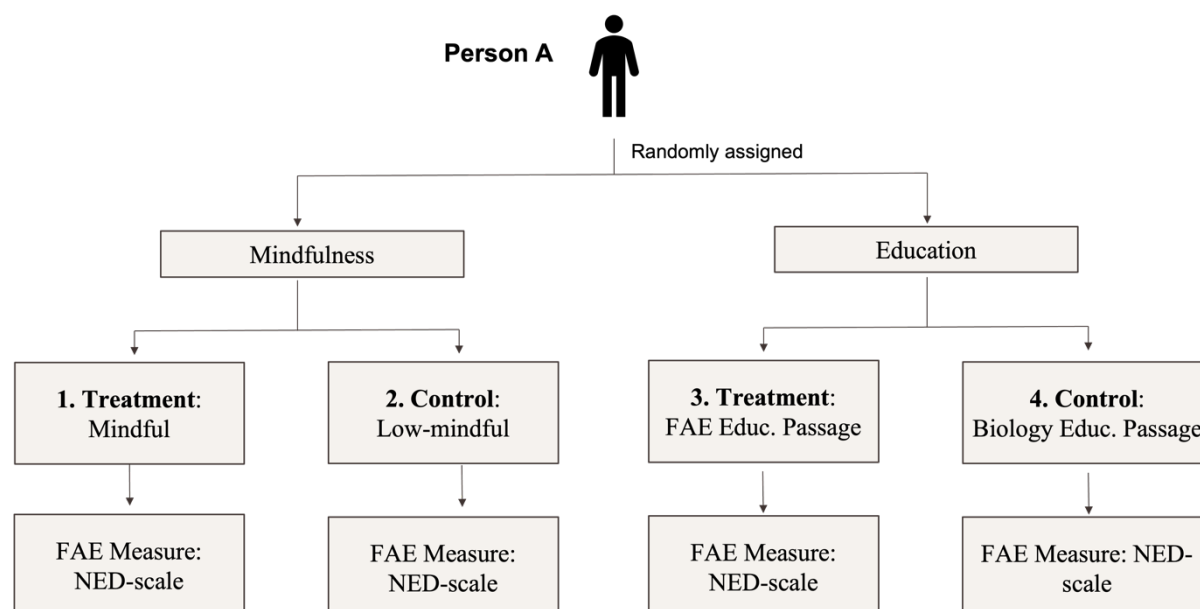 Person A
Randomly assigned
Mindfulness
Education
1. Treatment:
Mindful
2. Control:
Low-mindful
3. Treatment:
FAE Educ. Passage
4. Control:
Biology Educ. Passage
FAE Measure:
NED-scale
FAE Measure:
NED-scale
FAE Measure:
NED-scale
FAE Measure: NED-
scale